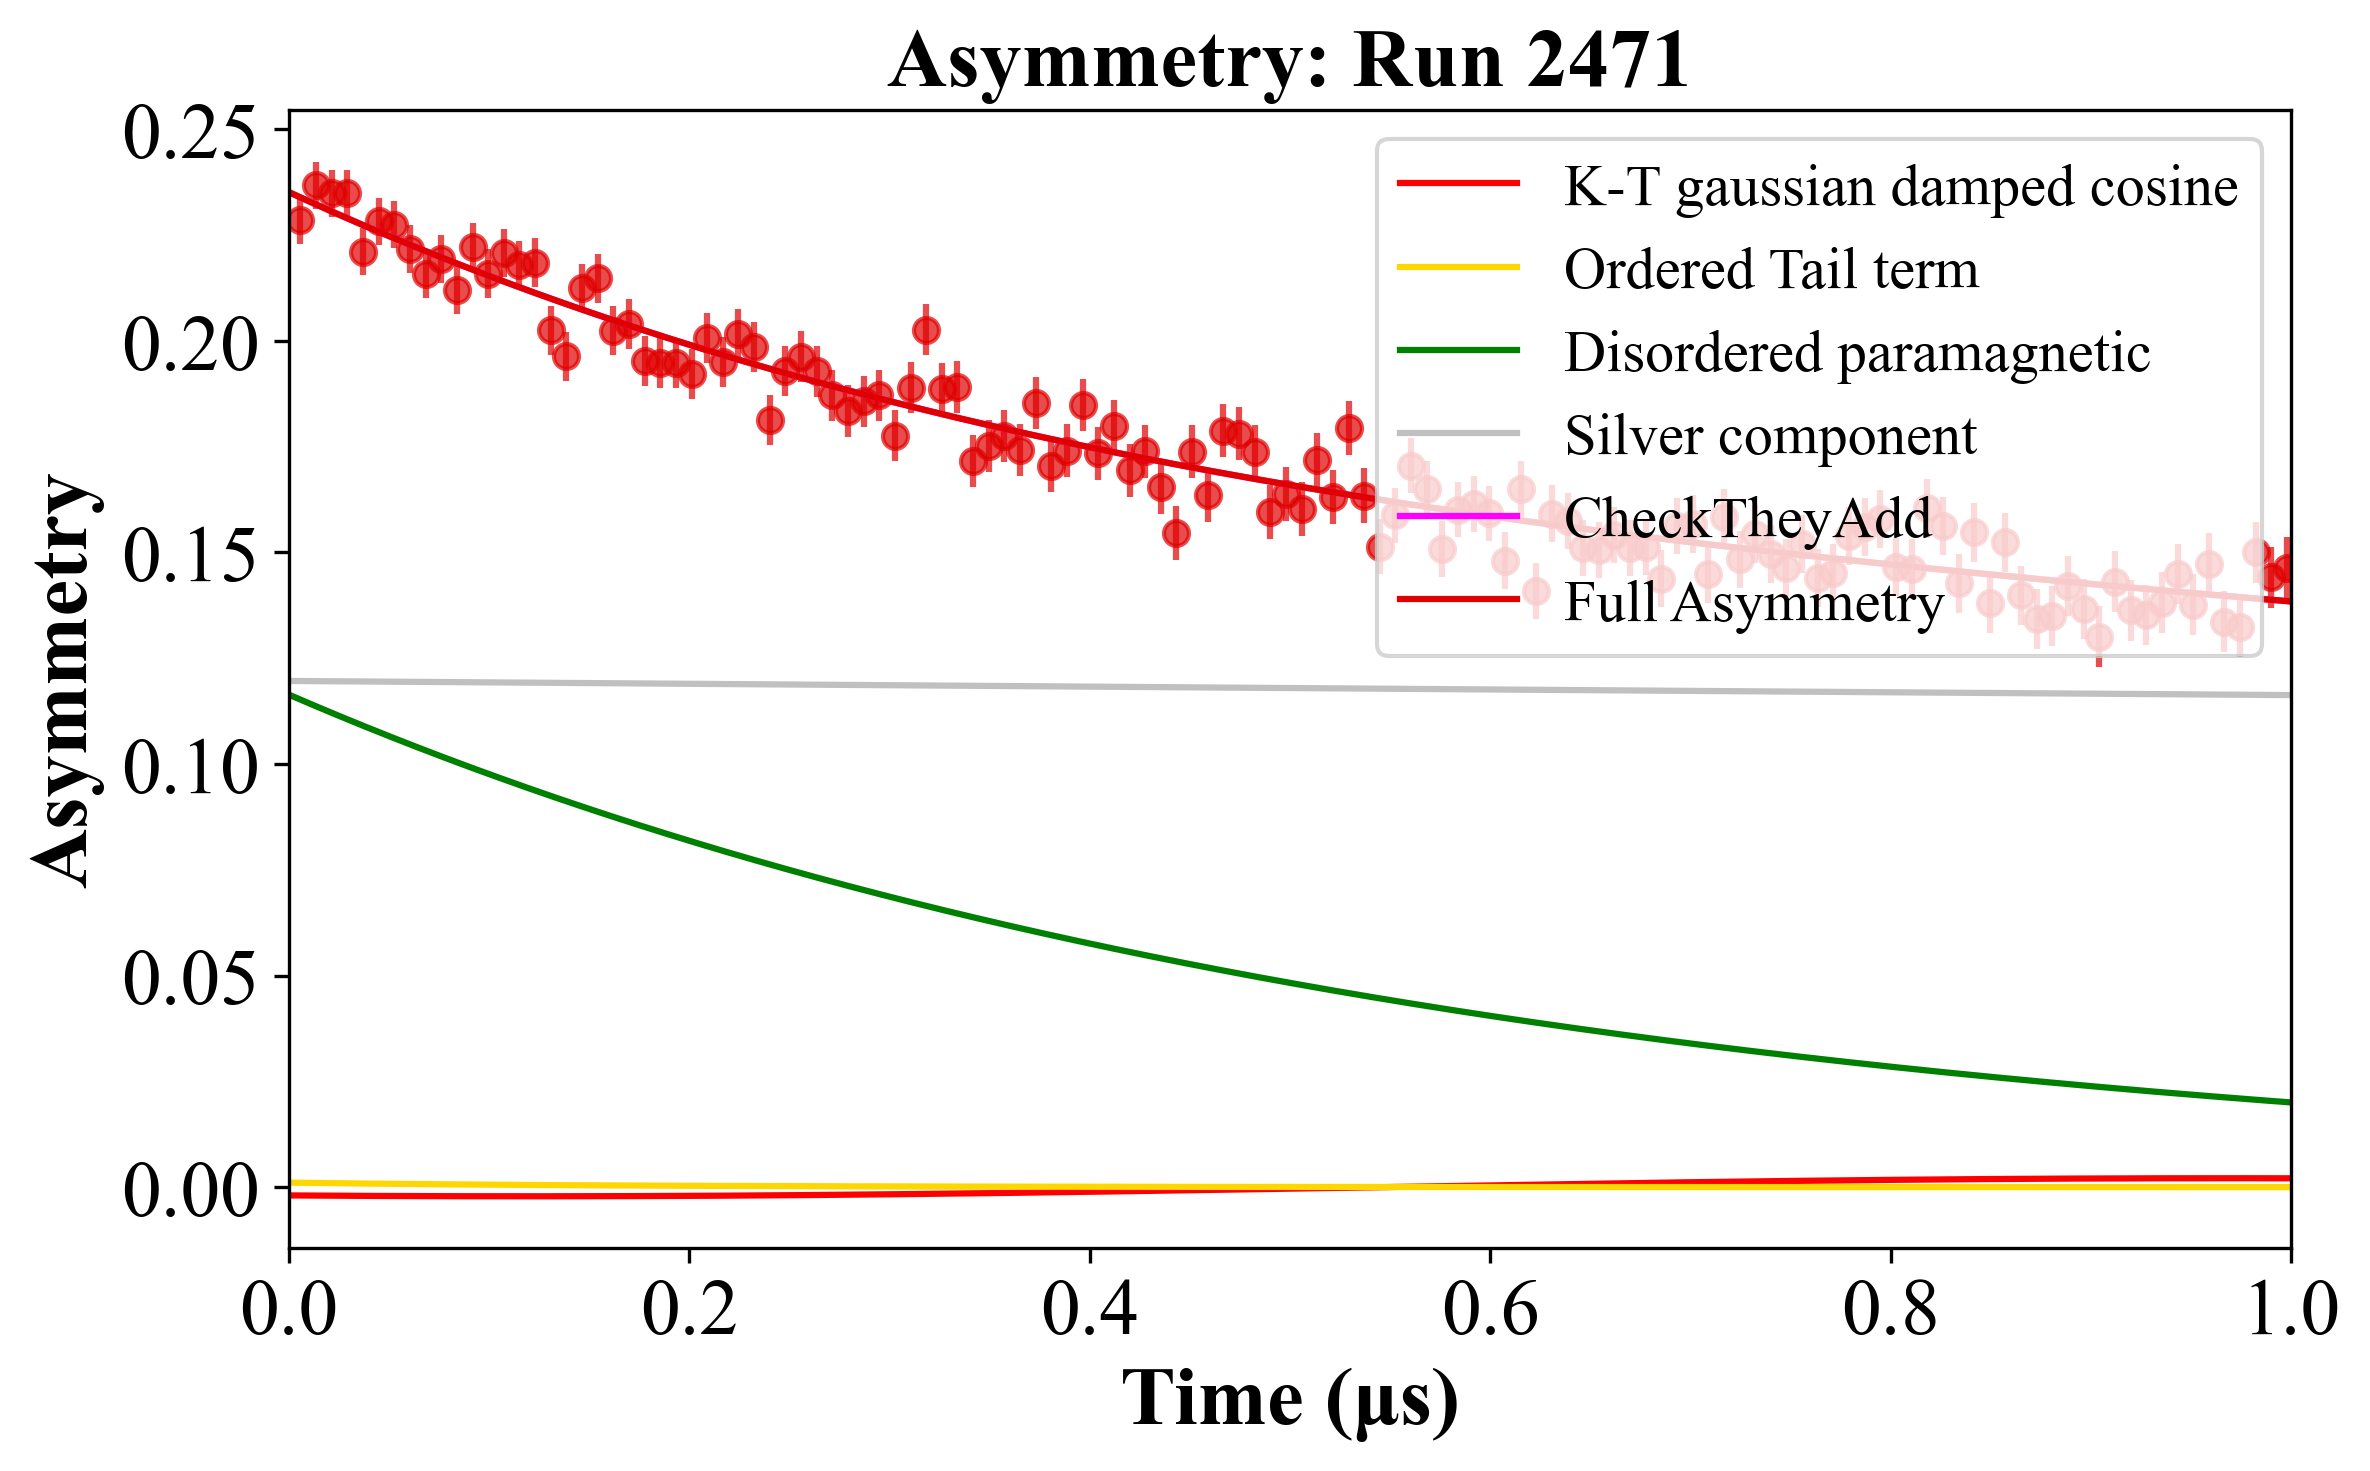 Asymmetry: Run 2471
0.25
0.20
0.15
0.10
0.05
0.00
Asymmetry
K-T gaussian damped cosine
Ordered Tail term
Disordered paramagnetic
Silver component
CheckTheyAdd
Full Asymmetry
0.0 0.2 0.4 0.6 0.8 1.0
Time (μs)